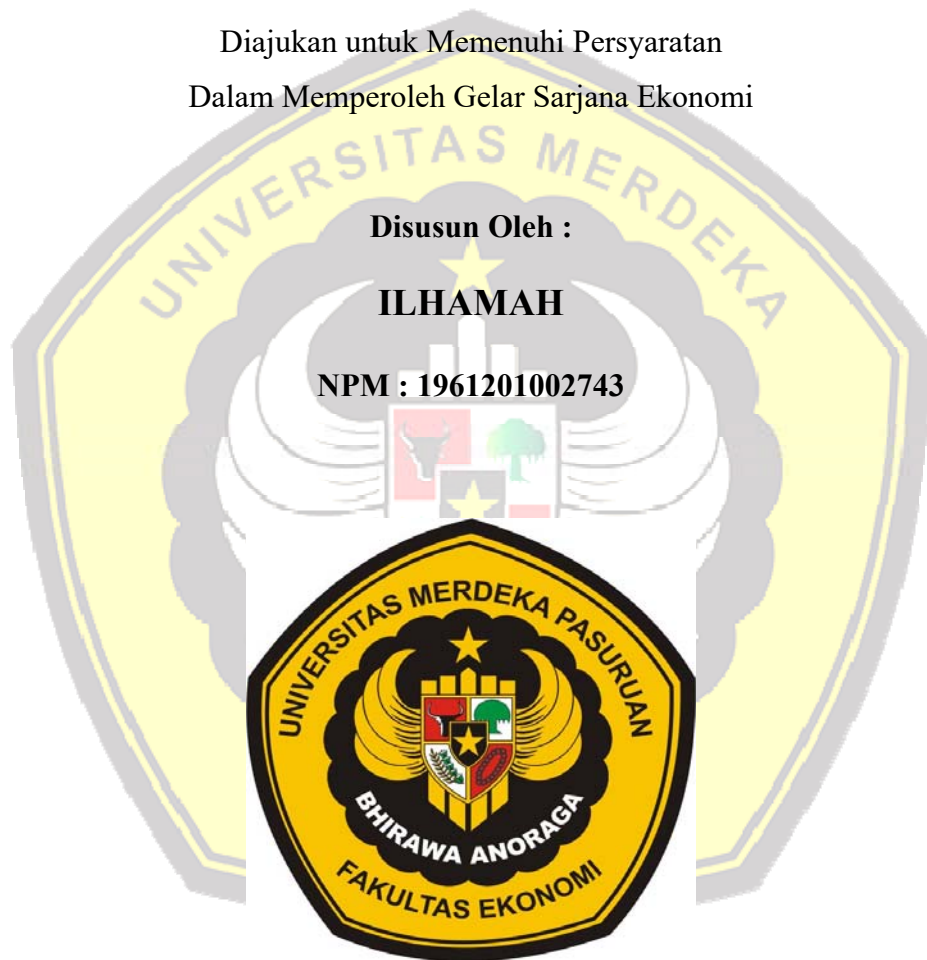 Diajukan untuk Memenuhi Persyaratan
Dalam Memperoleh Gelar Sarjana Ekonomi
UNIVERSITAS MERDEKA
Disusun Oleh :
ILHAMAH
NPM : 1961201002743
UNIVERSITAS MERDEKA PASURUAN
BHIRAWA ANORAGA
FAKULTAS EKONOMI